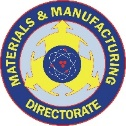 MATERIALS & MANUFACTURING
DIRECTORATE